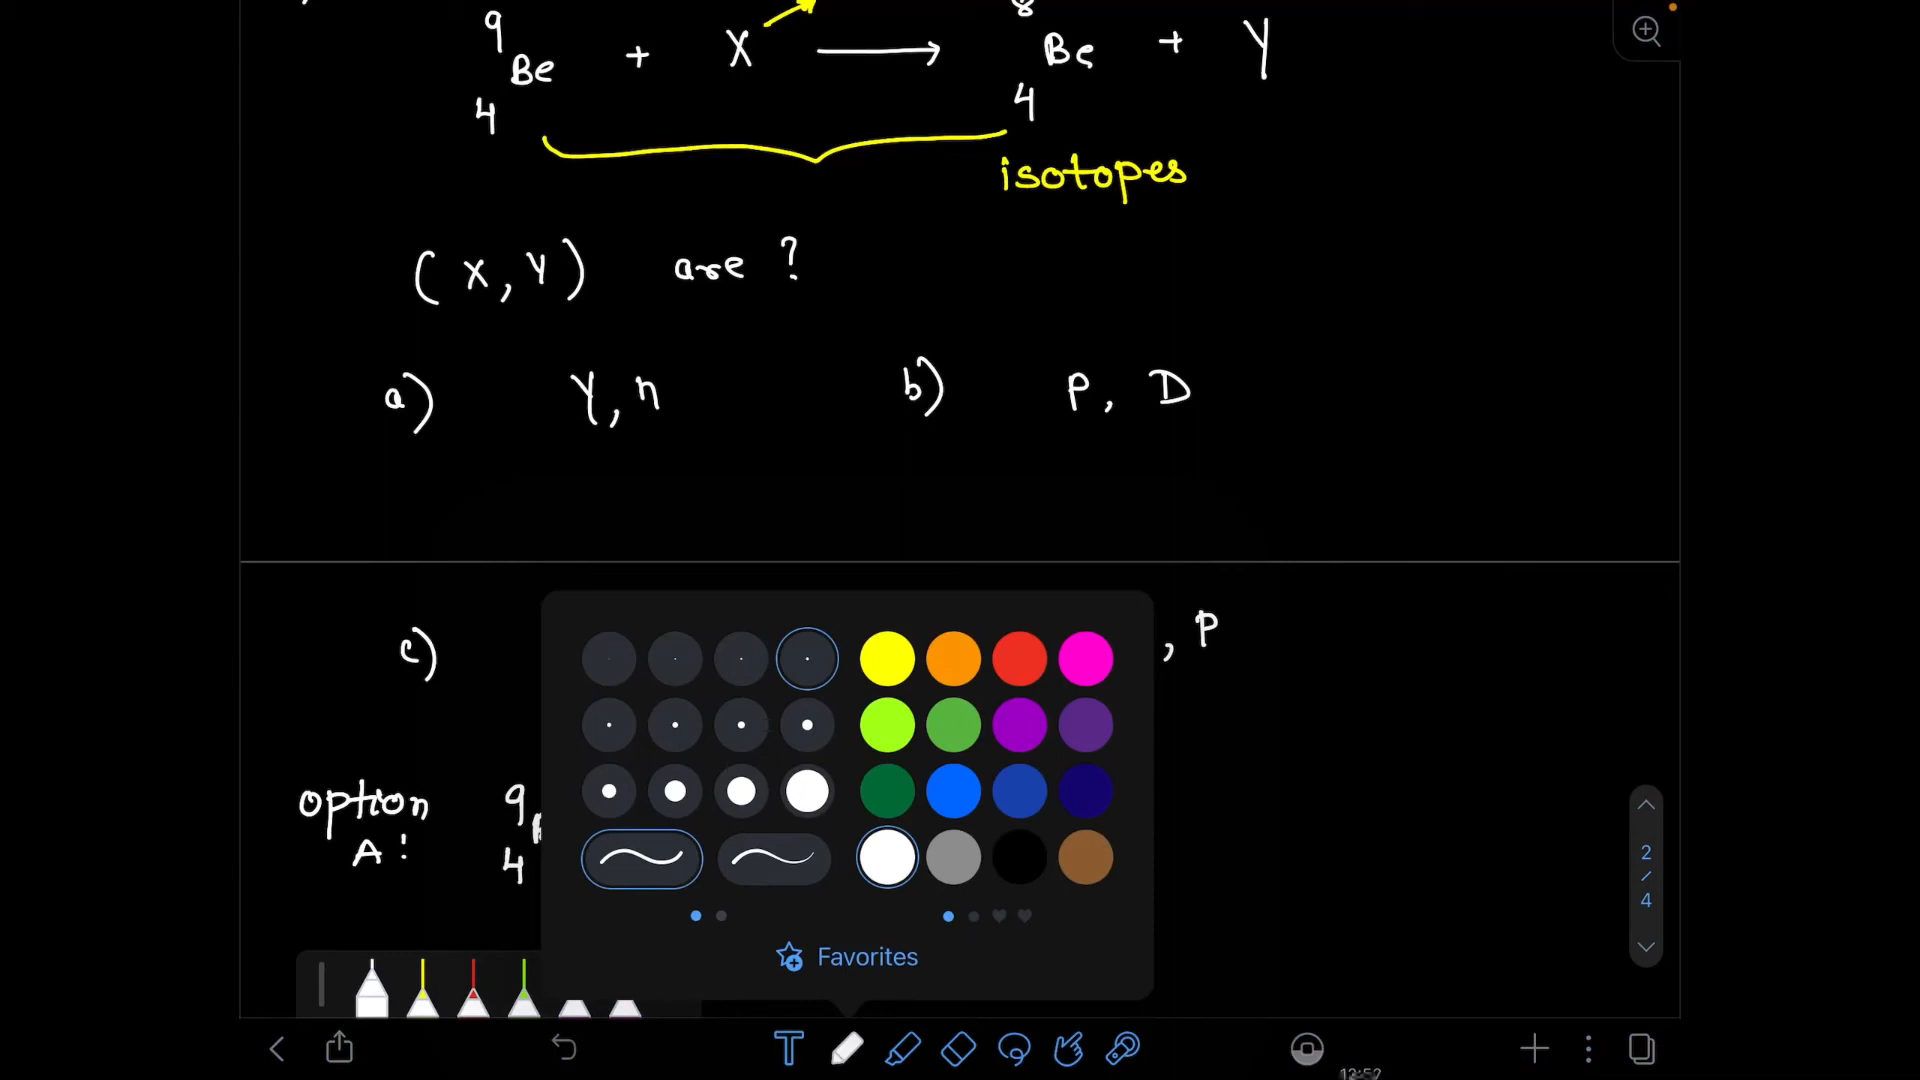 9 8
Be + X ⟶ Be + Y
4 4
isotopes
(X, Y) are ?
a) γ, n b) P, D
c) , P
option 9
A: 4
2
/
4
Favorites
T